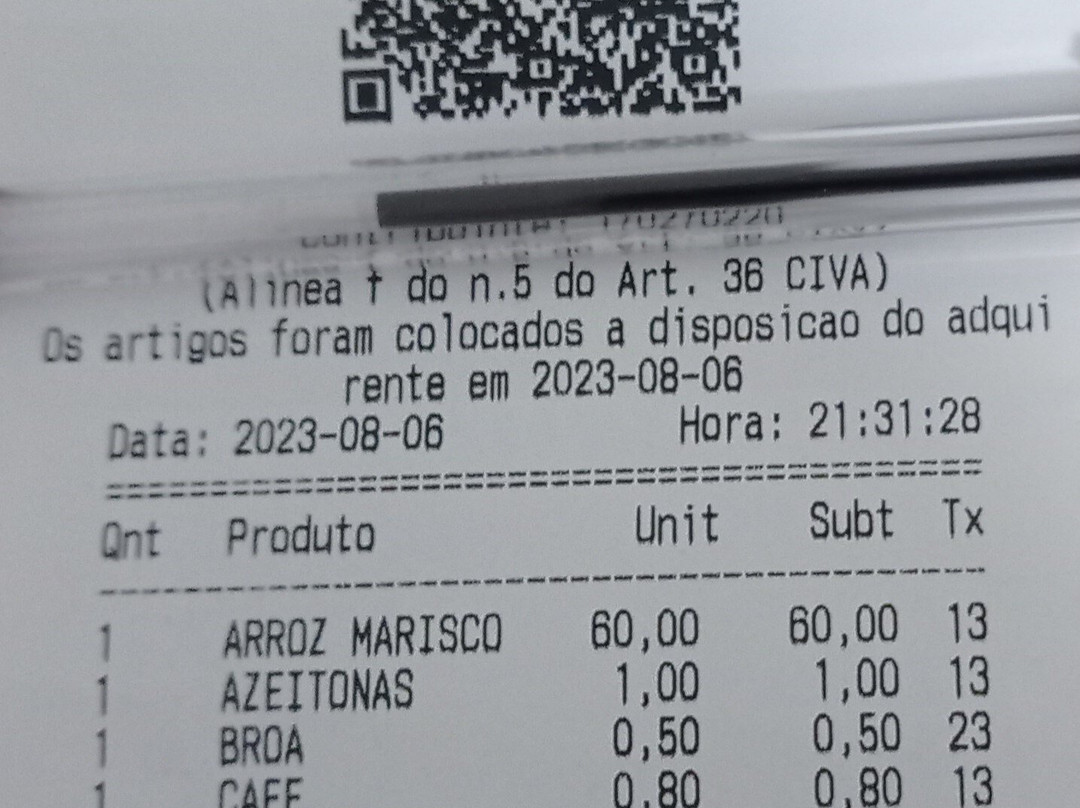 (Alinea f do n.5 do Art. 36 CIVA)
Os artigos foram colocados a disposicao do adqui
rente em 2023-08-06
Data: 2023-08-06 Hora: 21:31:28
Qnt Produto Unit Subt Tx
1 ARROZ MARISCO 60,00 60,00 13
1 AZEITONAS 1,00 1,00 13
1 BROA 0,50 0,50 23
1 CAFE 0,80 0,80 13